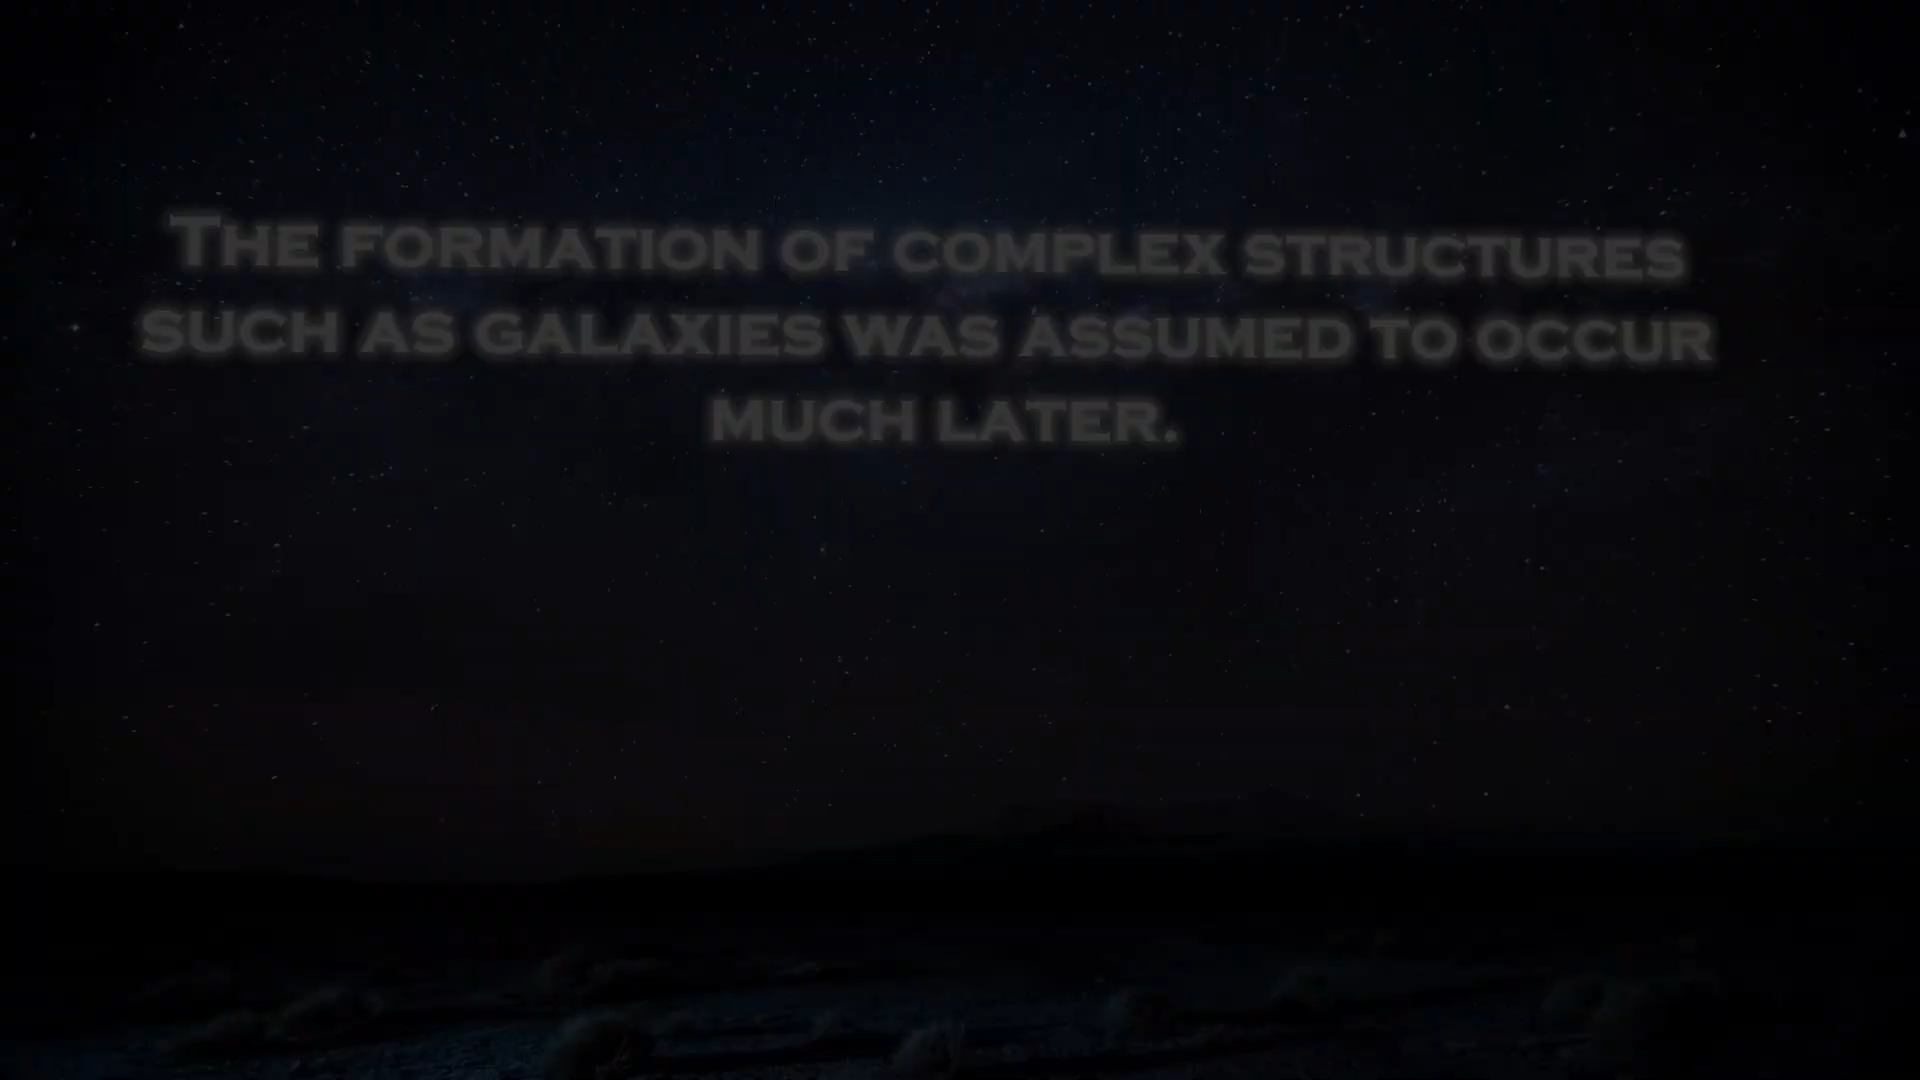 The formation of complex structures
such as galaxies was assumed to occur
much later.